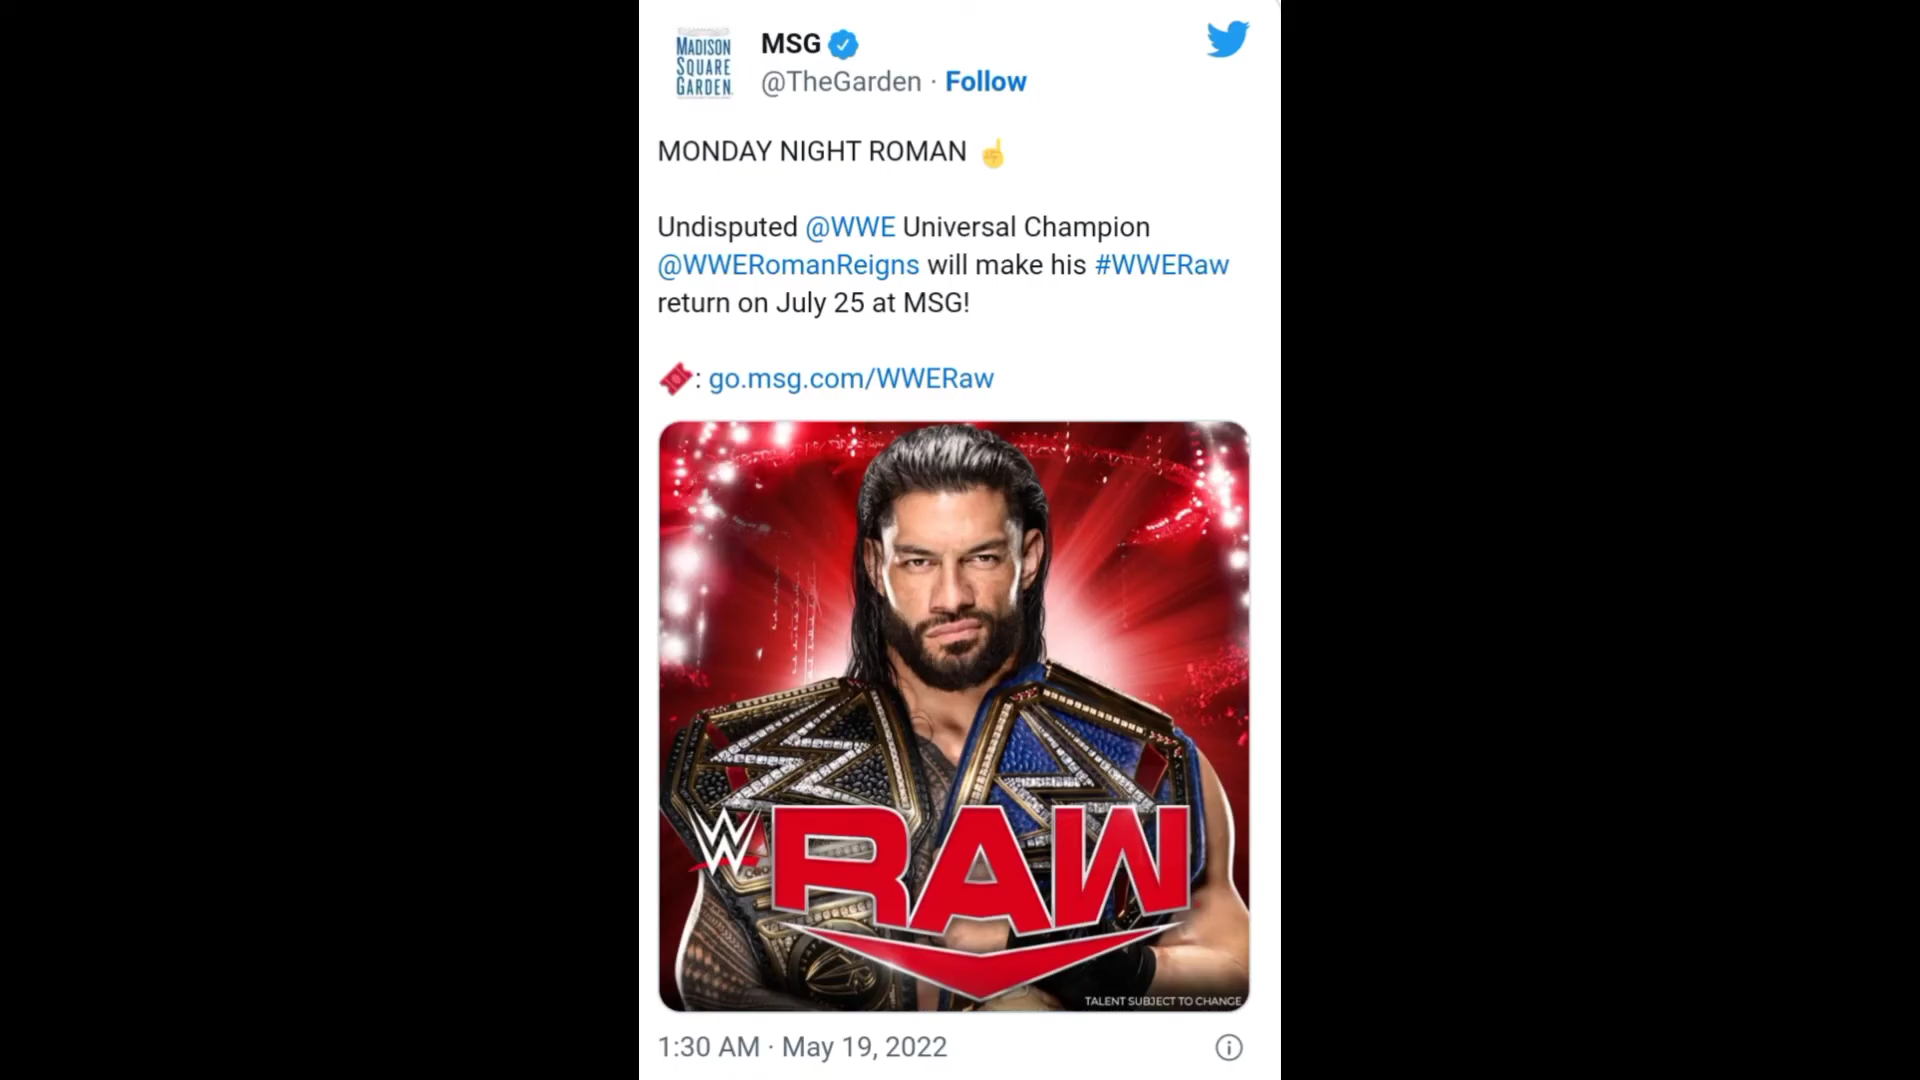 MADISON
SQUARE
GARDEN
MSG
@TheGarden · Follow
MONDAY NIGHT ROMAN ☝️
Undisputed @WWE Universal Champion
@WWERomanReigns will make his #WWERaw
return on July 25 at MSG!
🎟️: go.msg.com/WWERaw
W RAW
TALENT SUBJECT TO CHANGE
1:30 AM · May 19, 2022